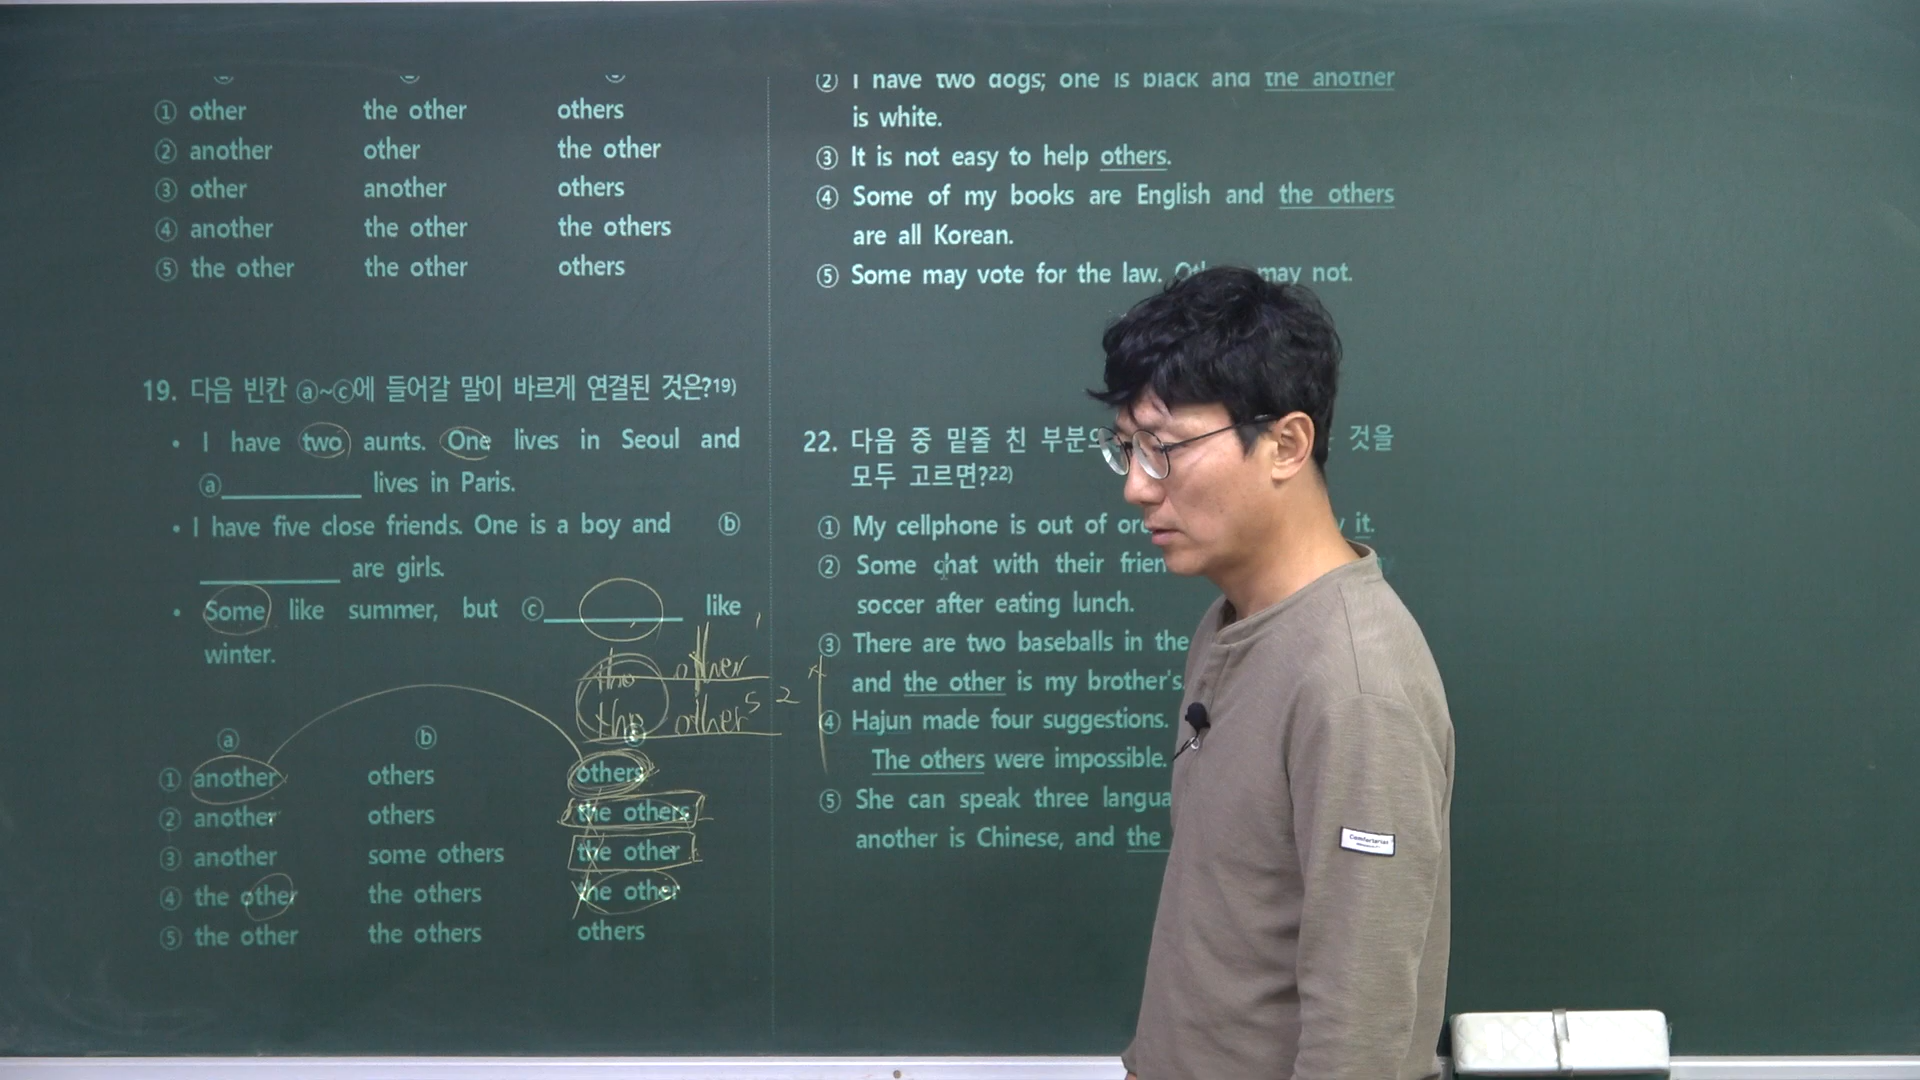 ① other the other others
② another other the other
③ other another others
④ another the other the others
⑤ the other the other others
19. 다음 빈칸 ⓐ~ⓒ에 들어갈 말이 바르게 연결된 것은?19)
• I have two aunts. One lives in Seoul and
ⓐ__________ lives in Paris.
• I have five close friends. One is a boy and ⓑ
__________ are girls.
• Some like summer, but ⓒ__________ like
winter.
the other
the others 2
ⓐ ⓑ ⓒ
① another others others
② another others the others
③ another some others the other
④ the other the others the other
⑤ the other the others others
② I have two dogs; one is black and the another
is white.
③ It is not easy to help others.
④ Some of my books are English and the others
are all Korean.
⑤ Some may vote for the law. may not.
22. 다음 중 밑줄 친 것을
모두 고르면?22)
① My cellphone is out of it.
② Some chat with their
soccer after eating lunch.
③ There are two baseballs in the
and the other is my brother's.
④ Hajun made four suggestions.
The others were impossible.
⑤ She can speak three
another is Chinese, and the